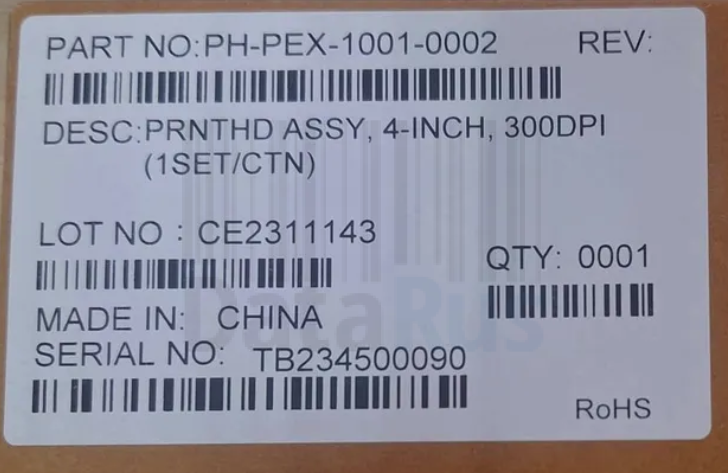 PART NO:PH-PEX-1001-0002 REV:
DESC:PRNTHD ASSY, 4-INCH, 300DPI
(1SET/CTN)
LOT NO : CE2311143
QTY: 0001
MADE IN: CHINA
SERIAL NO: TB234500090
RoHS
DataRus